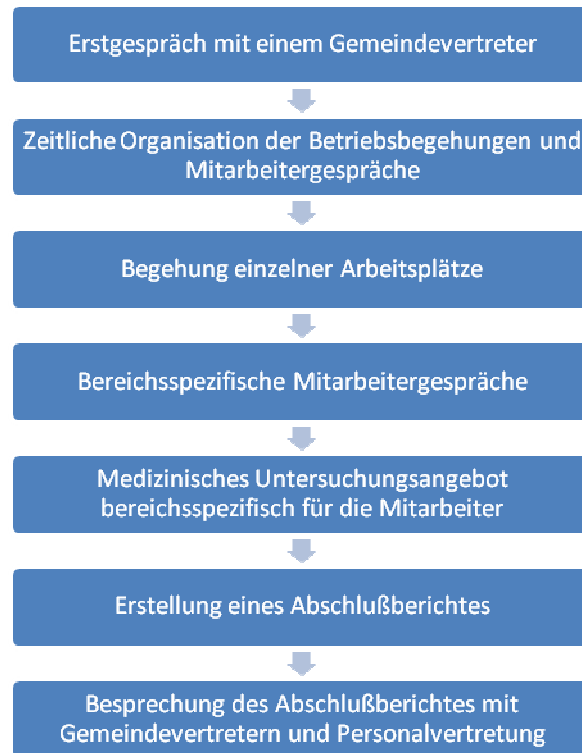 Erstgespräch mit einem Gemeindevertreter
Zeitliche Organisation der Betriebsbegehungen und
Mitarbeitergespräche
Begehung einzelner Arbeitsplätze
Bereichsspezifische Mitarbeitergespräche
Medizinisches Untersuchungsangebot
bereichsspezifisch für die Mitarbeiter
Erstellung eines Abschlußberichtes
Besprechung des Abschlußberichtes mit
Gemeindevertretern und Personalvertretung